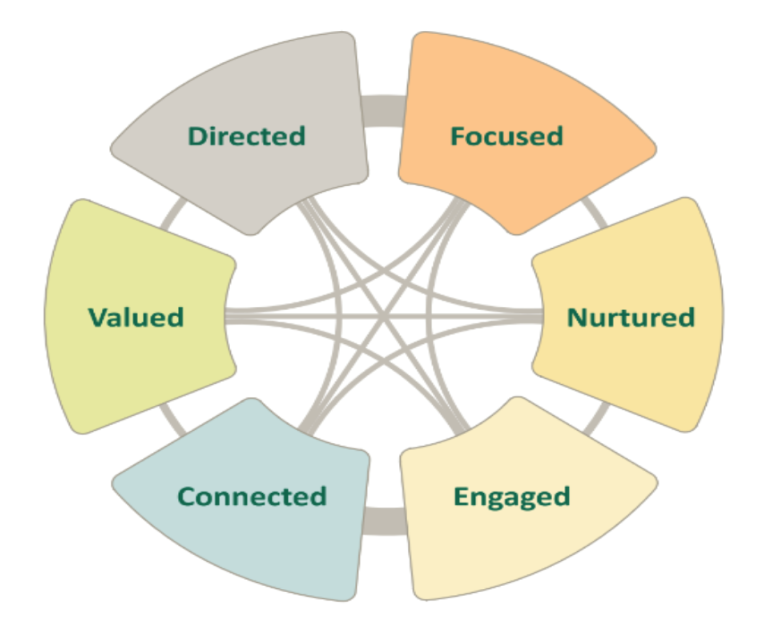 Directed
Focused
Valued
Nurtured
Connected
Engaged